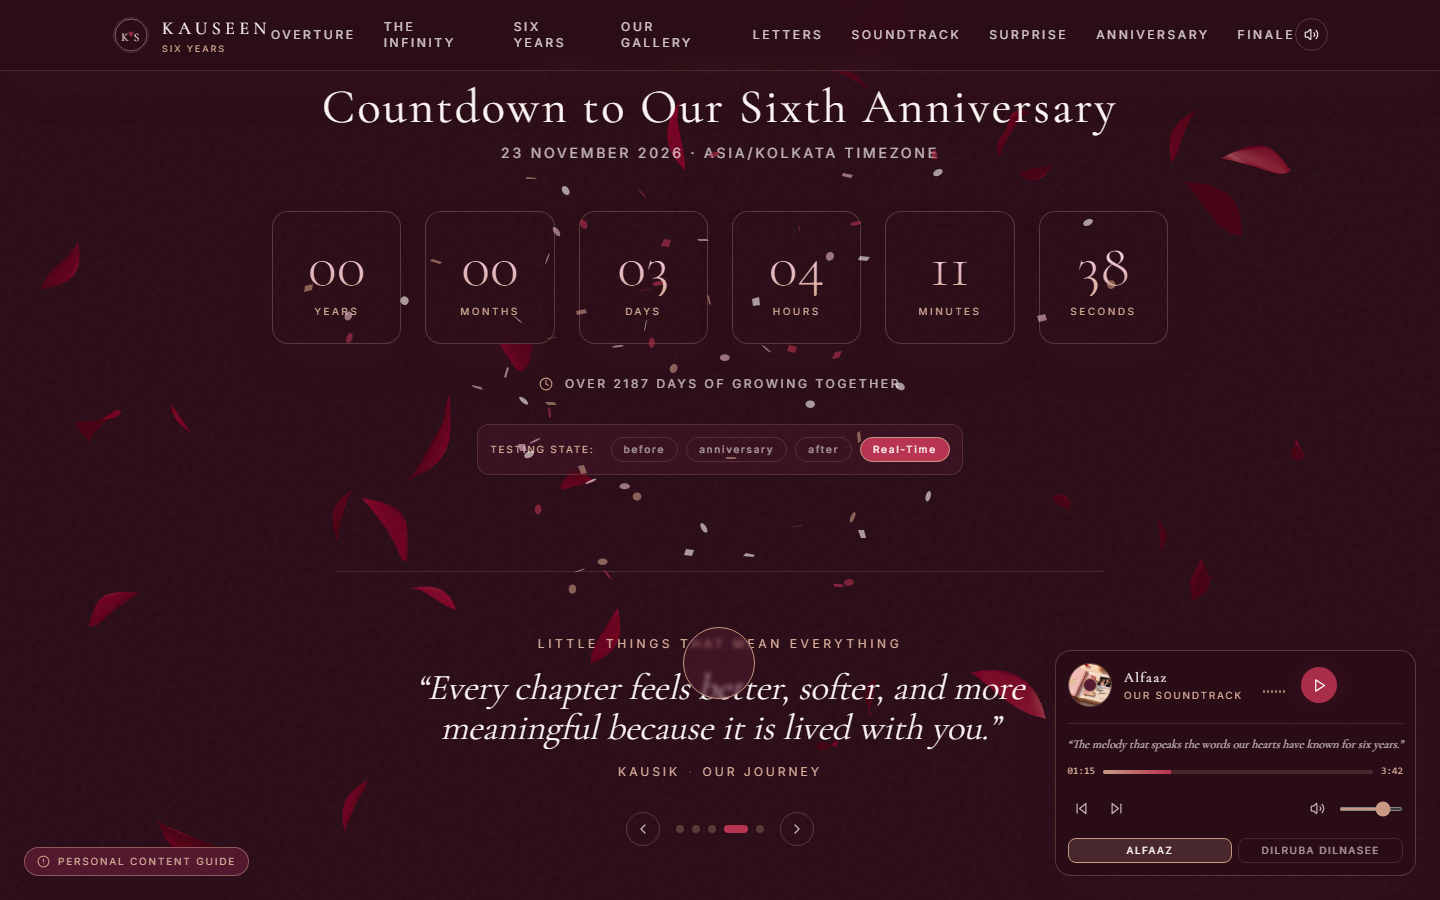 K♥S
KAUSEEN
SIX YEARS
OVERTURE
THE
INFINITY
SIX
YEARS
OUR
GALLERY
LETTERS
SOUNDTRACK
SURPRISE
ANNIVERSARY
FINALE
Countdown to Our Sixth Anniversary
23 NOVEMBER 2026 · ASIA/KOLKATA TIMEZONE
00
YEARS
00
MONTHS
03
DAYS
04
HOURS
11
MINUTES
38
SECONDS
OVER 2187 DAYS OF GROWING TOGETHER
TESTING STATE:
before
anniversary
after
Real-Time
LITTLE THINGS THAT MEAN EVERYTHING
“Every chapter feels better, softer, and more
meaningful because it is lived with you.”
KAUSIK · OUR JOURNEY
Alfaaz
OUR SOUNDTRACK
“The melody that speaks the words our hearts have known for six years.”
01:15
3:42
ALFAAZ
DILRUBA DILNASEE
PERSONAL CONTENT GUIDE